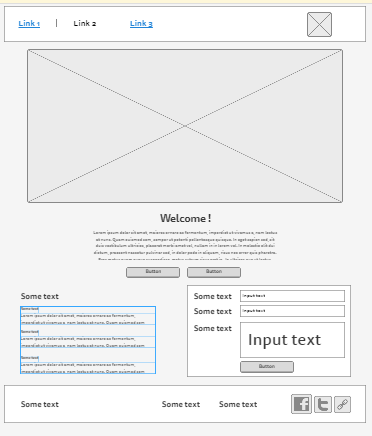 Link 1 | Link 2 Link 3
Welcome!
Lorem ipsum dolor sit amet, maiores ornare ac fermentum, imperdiet ut vivamus a, nam lectus
at nunc. Quam euismod sem, semper ut potenti pellentesque quisque. In eget sapien sed, sit
duis vestibulum ultricies, placerat morbi amet vel, nullam in in lorem vel. In molestie elit dui
dictum, praesent nascetur pulvinar sed, in dolor pede in aliquam, risus nec error quis pharetra.
Button Button
Some text
Some text
Lorem ipsum dolor sit amet, maiores ornare ac fermentum,
imperdiet ut vivamus a, nam lectus at nunc. Quam
Some text
Lorem ipsum dolor sit amet, maiores ornare ac fermentum,
imperdiet ut vivamus a, nam lectus at nunc. Quam
Some text
Lorem ipsum dolor sit amet, maiores ornare ac fermentum,
imperdiet ut vivamus a, nam lectus at nunc. Quam
Some text Input text
Some text Input text
Some text Input text
Button
Some text Some text Some text